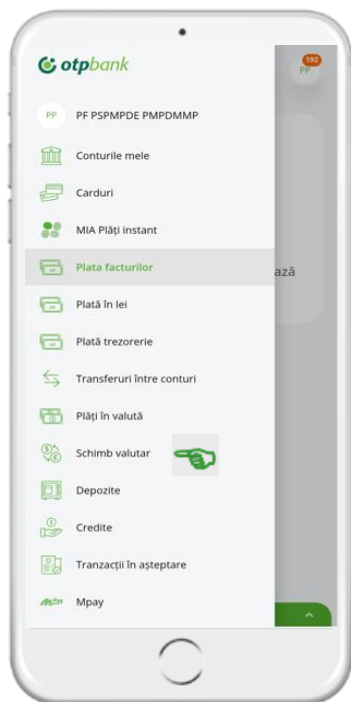 otpbank
192
PP
PP PF PSPMPDE PMPDMMP
Conturile mele
Carduri
MIA Plăți instant
Plata facturilor
ază
Plată în lei
Plată trezorerie
Transferuri între conturi
Plăți în valută
Schimb valutar
Depozite
Credite
Tranzacții în așteptare
Mpay